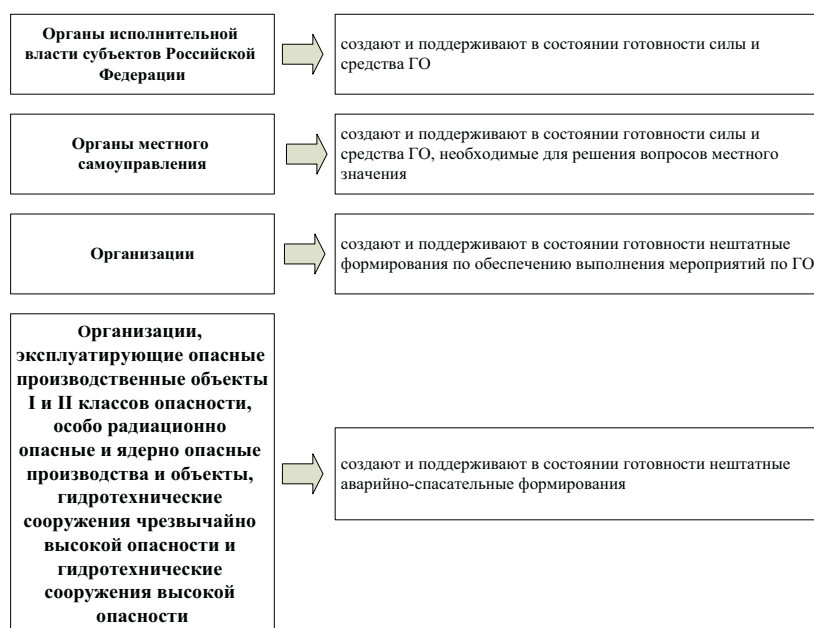 Органы исполнительной
власти субъектов Российской
Федерации
создают и поддерживают в состоянии готовности силы и
средства ГО
Органы местного
самоуправления
создают и поддерживают в состоянии готовности силы и
средства ГО, необходимые для решения вопросов местного
значения
Организации
создают и поддерживают в состоянии готовности нештатные
формирования по обеспечению выполнения мероприятий по ГО
Организации,
эксплуатирующие опасные
производственные объекты
I и II классов опасности,
особо радиационно
опасные и ядерно опасные
производства и объекты,
гидротехнические
сооружения чрезвычайно
высокой опасности и
гидротехнические
сооружения высокой
опасности
создают и поддерживают в состоянии готовности нештатные
аварийно-спасательные формирования